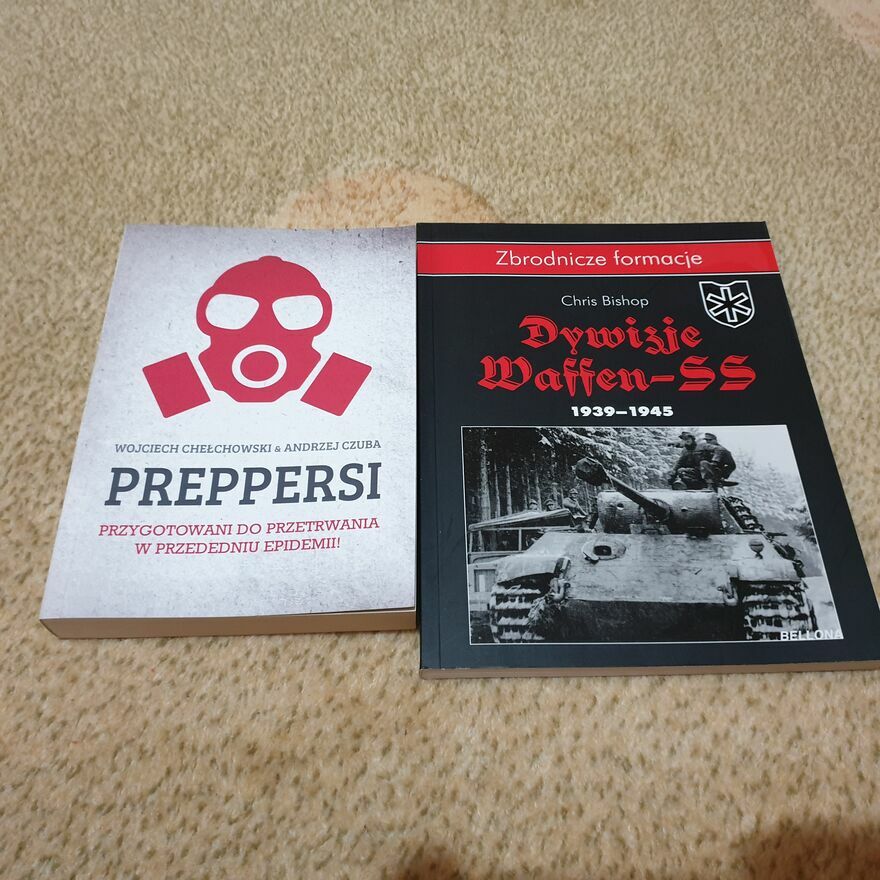 WOJCIECH CHEŁCHOWSKI & ANDRZEJ CZUBA
PREPPERSI
PRZYGOTOWANI DO PRZETRWANIA
W PRZEDEDNIU EPIDEMII!
Zbrodnicze formacje
Chris Bishop
Dywizje
Waffen-SS
1939–1945
BELLONA